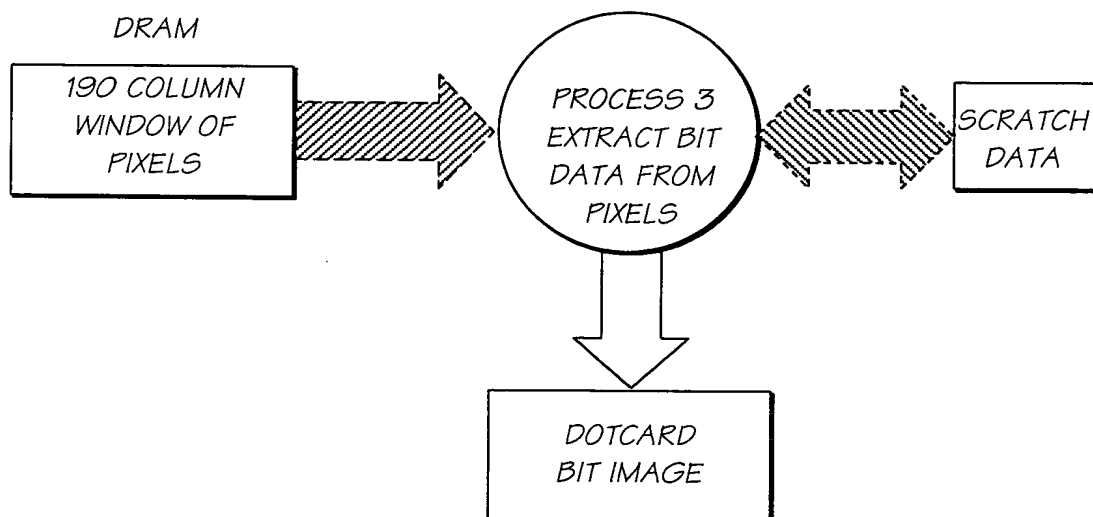 DRAM
190 COLUMN
WINDOW OF
PIXELS
PROCESS 3
EXTRACT BIT
DATA FROM
PIXELS
SCRATCH
DATA
DOTCARD
BIT IMAGE